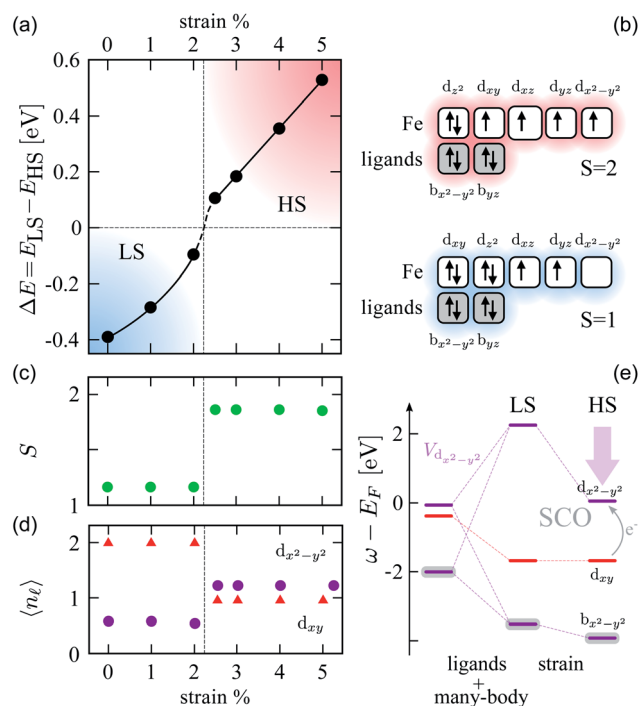 (a)
strain %
0 1 2 3 4 5
0.6
0.4
0.2
0
-0.2
-0.4
ΔE=E_LS−E_HS [eV]
LS
HS
(b)
d_z² d_xy d_xz d_yz d_x²−y²
Fe
ligands
b_x²−y² b_yz
S=2
d_xy d_z² d_xz d_yz d_x²−y²
Fe
ligands
b_x²−y² b_yz
S=1
(c)
2
S
1
(d)
2
1
0
⟨n_ℓ⟩
d_x²−y²
d_xy
0 1 2 3 4 5
strain %
(e)
LS HS
ω − E_F [eV]
2
0
-2
V_d_x²−y²
d_x²−y²
SCO
e⁻
d_xy
b_x²−y²
ligands
+
many-body
strain